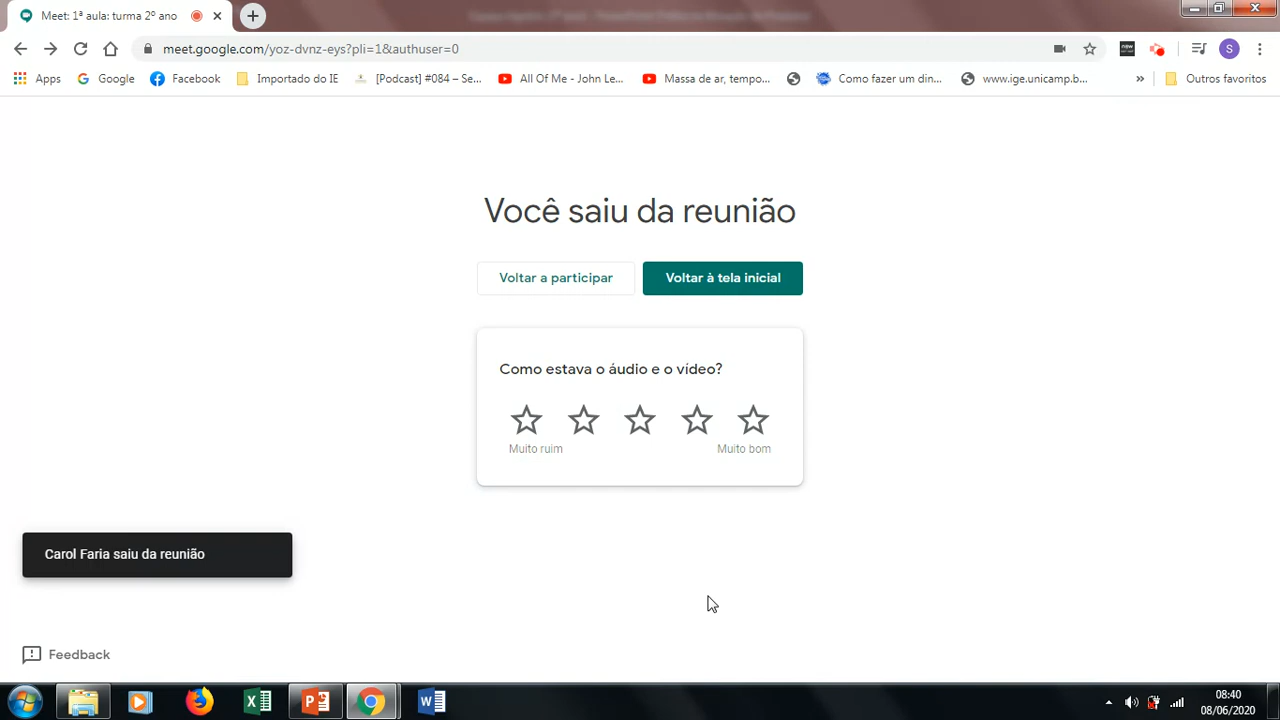 Meet: 1ª aula: turma 2º ano
meet.google.com/yoz-dvnz-eys?pli=1&authuser=0
new
S
Apps
Google
Facebook
Importado do IE
[Podcast] #084 – Se...
All Of Me - John Le...
Massa de ar, tempo...
Como fazer um din...
www.ige.unicamp.b...
»
Outros favoritos
Você saiu da reunião
Voltar a participar
Voltar à tela inicial
Como estava o áudio e o vídeo?
Muito ruim
Muito bom
Carol Faria saiu da reunião
Feedback
08:40
08/06/2020